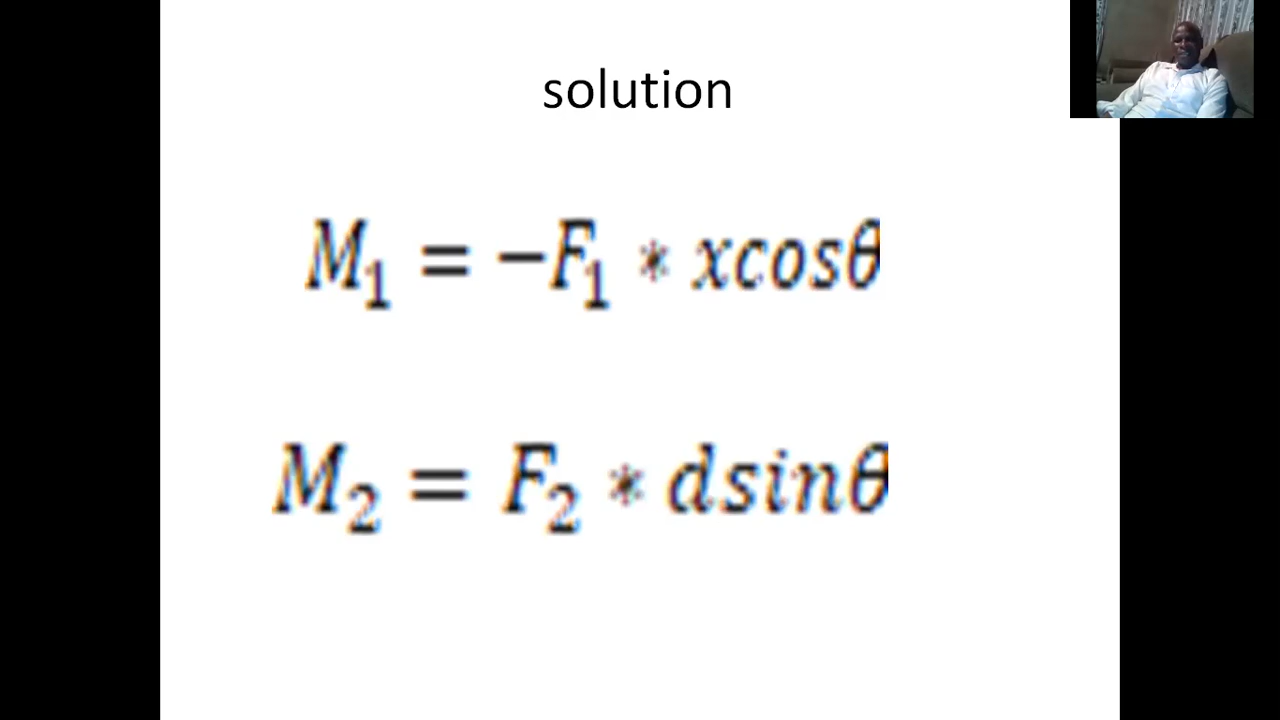 solution
M₁ = −F₁ * xcosθ
M₂ = F₂ * dsinθ